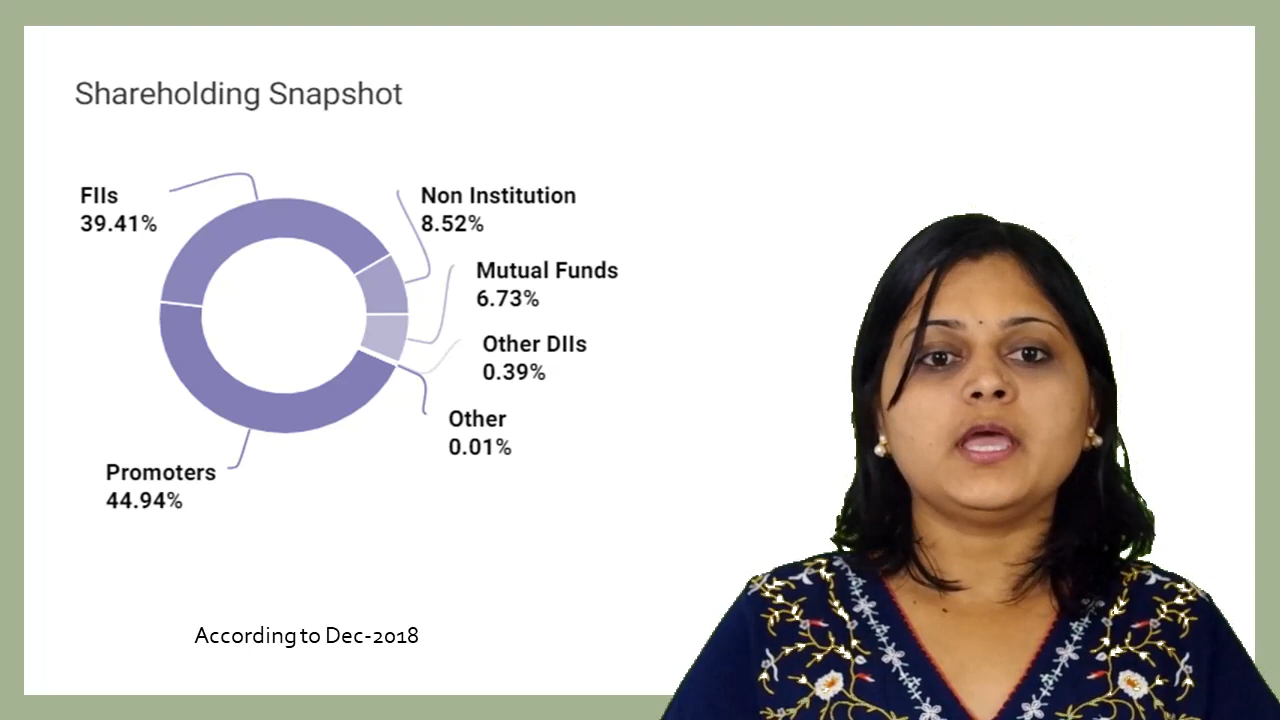 Shareholding Snapshot
FIIs
39.41%
Non Institution
8.52%
Mutual Funds
6.73%
Other DIIs
0.39%
Other
0.01%
Promoters
44.94%
According to Dec-2018